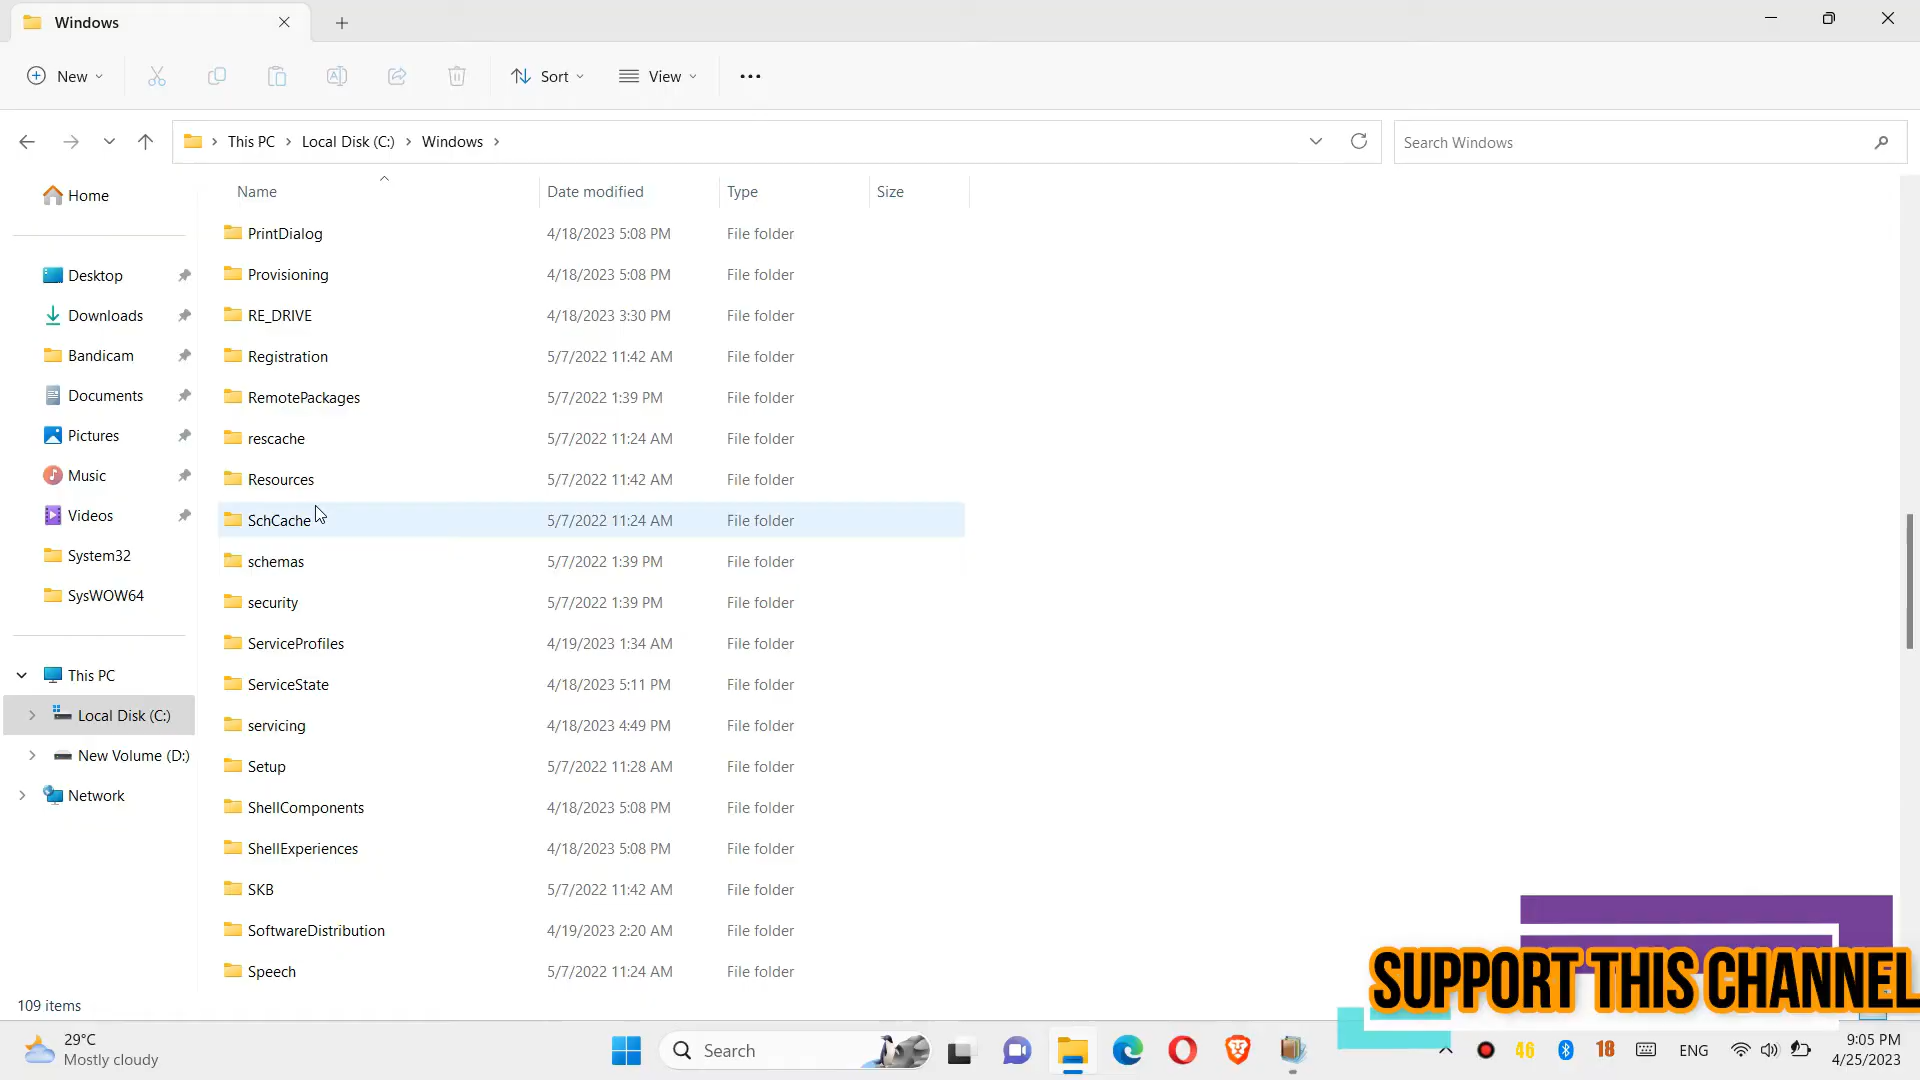 Windows
New
Sort
View
This PC
Local Disk (C:)
Windows
Search Windows
Name
Date modified
Type
Size
Home
Desktop
Downloads
Bandicam
Documents
Pictures
Music
Videos
System32
SysWOW64
This PC
Local Disk (C:)
New Volume (D:)
Network
PrintDialog 4/18/2023 5:08 PM File folder
Provisioning 4/18/2023 5:08 PM File folder
RE_DRIVE 4/18/2023 3:30 PM File folder
Registration 5/7/2022 11:42 AM File folder
RemotePackages 5/7/2022 1:39 PM File folder
rescache 5/7/2022 11:24 AM File folder
Resources 5/7/2022 11:42 AM File folder
SchCache 5/7/2022 11:24 AM File folder
schemas 5/7/2022 1:39 PM File folder
security 5/7/2022 1:39 PM File folder
ServiceProfiles 4/19/2023 1:34 AM File folder
ServiceState 4/18/2023 5:11 PM File folder
servicing 4/18/2023 4:49 PM File folder
Setup 5/7/2022 11:28 AM File folder
ShellComponents 4/18/2023 5:08 PM File folder
ShellExperiences 4/18/2023 5:08 PM File folder
SKB 5/7/2022 11:42 AM File folder
SoftwareDistribution 4/19/2023 2:20 AM File folder
Speech 5/7/2022 11:24 AM File folder
109 items
SUPPORT THIS CHANNEL
29°C
Mostly cloudy
Search
46
18
ENG
9:05 PM
4/25/2023